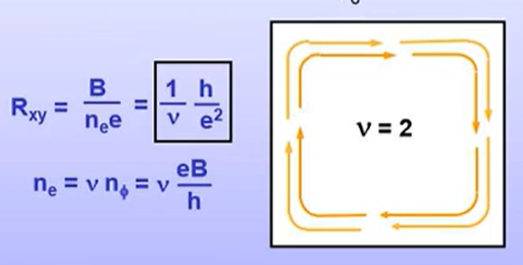 R_xy = B / n_e e = 1/ν h/e²
n_e = ν n_ϕ = ν eB/h
ν = 2